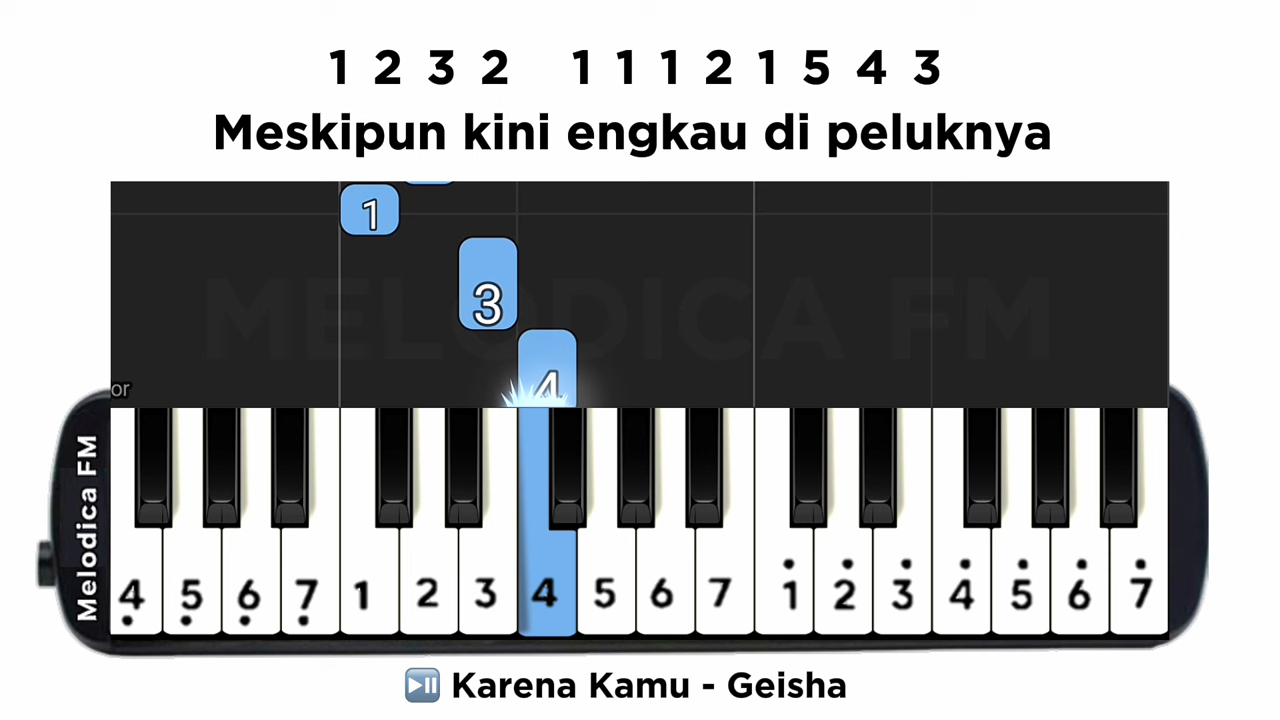 1 2 3 2 1 1 1 2 1 5 4 3
Meskipun kini engkau di peluknya
1
3
MELODICA FM
4
or
Melodica FM
4 5 6 7 1 2 3 4 5 6 7 1 2 3 4 5 6 7
Karena Kamu - Geisha